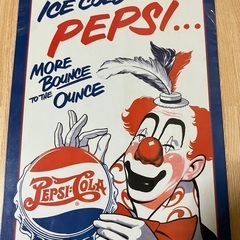 ICE COLD
PEPSI...
MORE
BOUNCE
TO THE
OUNCE
PEPSI-COLA